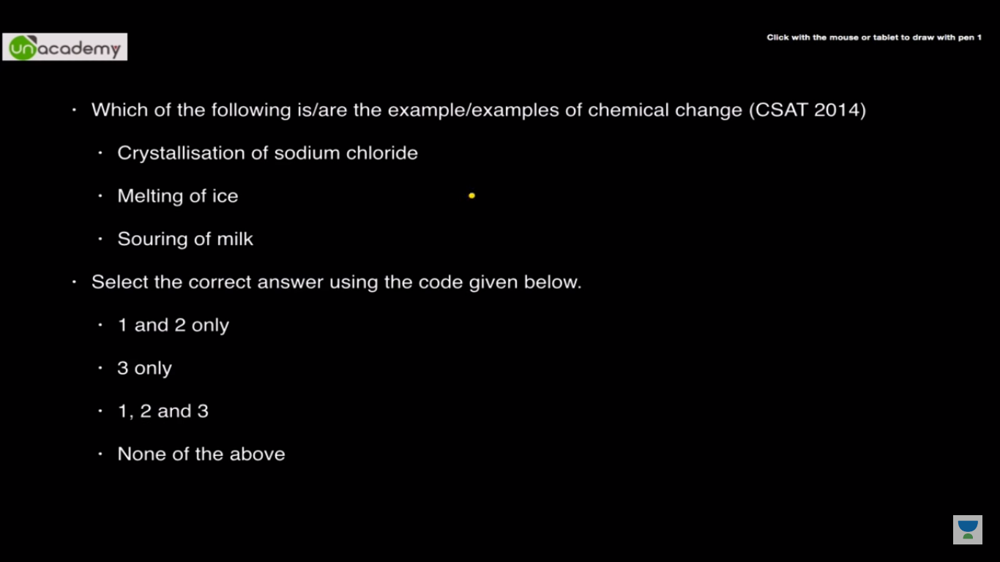 unacademy
Click with the mouse or tablet to draw with pen 1
· Which of the following is/are the example/examples of chemical change (CSAT 2014)
· Crystallisation of sodium chloride
· Melting of ice
· Souring of milk
· Select the correct answer using the code given below.
· 1 and 2 only
· 3 only
· 1, 2 and 3
· None of the above